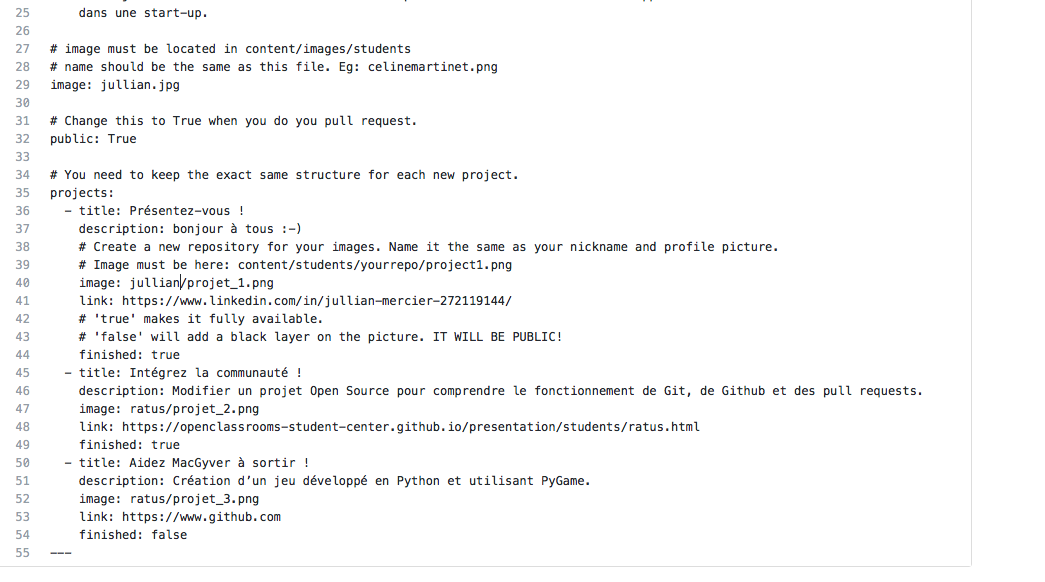 25 dans une start-up.
26
27 # image must be located in content/images/students
28 # name should be the same as this file. Eg: celinemartinet.png
29 image: jullian.jpg
30
31 # Change this to True when you do you pull request.
32 public: True
33
34 # You need to keep the exact same structure for each new project.
35 projects:
36 - title: Présentez-vous !
37 description: bonjour à tous :-)
38 # Create a new repository for your images. Name it the same as your nickname and profile picture.
39 # Image must be here: content/students/yourrepo/project1.png
40 image: jullian/projet_1.png
41 link: https://www.linkedin.com/in/jullian-mercier-272119144/
42 # 'true' makes it fully available.
43 # 'false' will add a black layer on the picture. IT WILL BE PUBLIC!
44 finished: true
45 - title: Intégrez la communauté !
46 description: Modifier un projet Open Source pour comprendre le fonctionnement de Git, de Github et des pull requests.
47 image: ratus/projet_2.png
48 link: https://openclassrooms-student-center.github.io/presentation/students/ratus.html
49 finished: true
50 - title: Aidez MacGyver à sortir !
51 description: Création d’un jeu développé en Python et utilisant PyGame.
52 image: ratus/projet_3.png
53 link: https://www.github.com
54 finished: false
55 ---